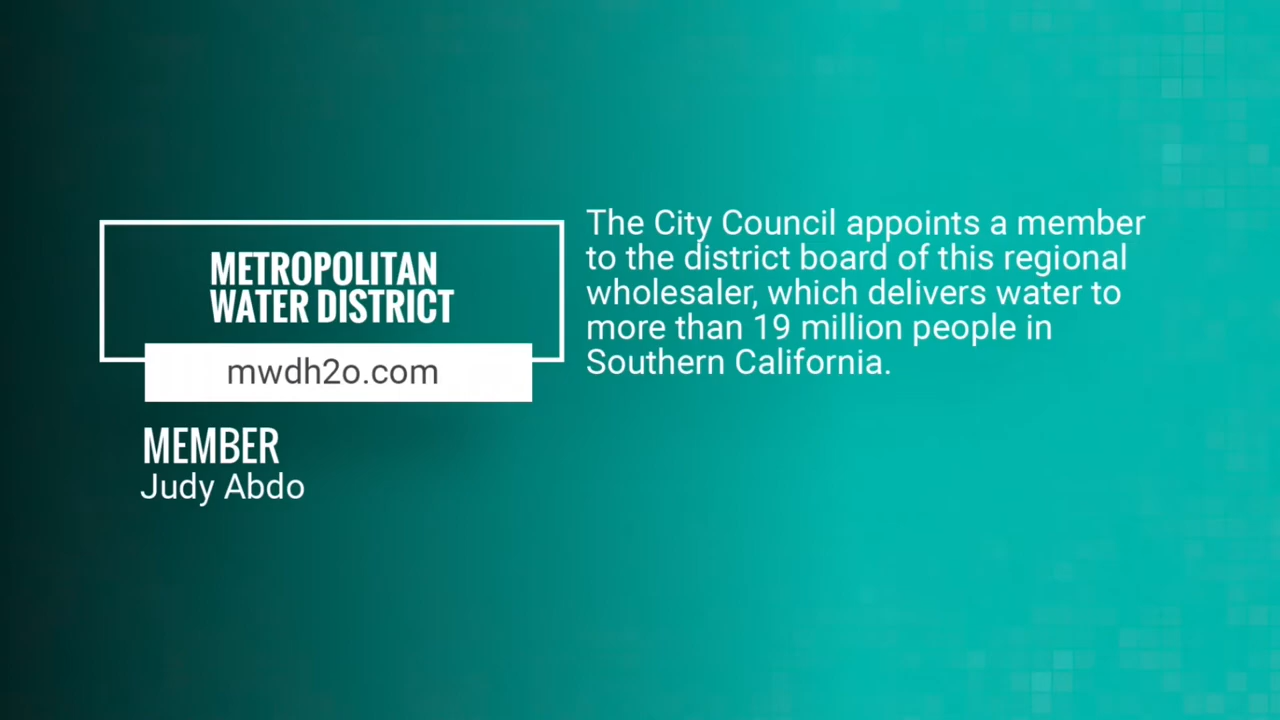 METROPOLITAN
WATER DISTRICT
mwdh2o.com
MEMBER
Judy Abdo
The City Council appoints a member
to the district board of this regional
wholesaler, which delivers water to
more than 19 million people in
Southern California.